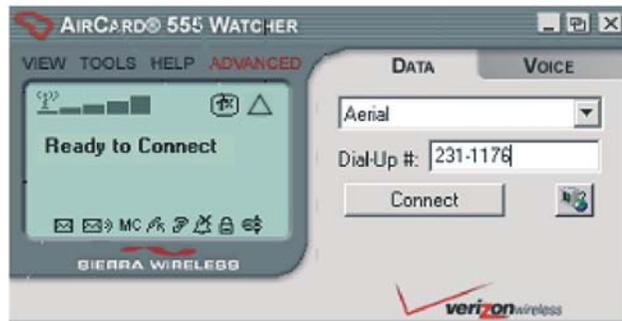 AIRCARD® 555 WATCHER
VIEW TOOLS HELP ADVANCED
DATA
VOICE
1X
Aerial
Ready to Connect
Dial-Up #: 231-1176
Connect
MC
SIERRA WIRELESS
verizonwireless